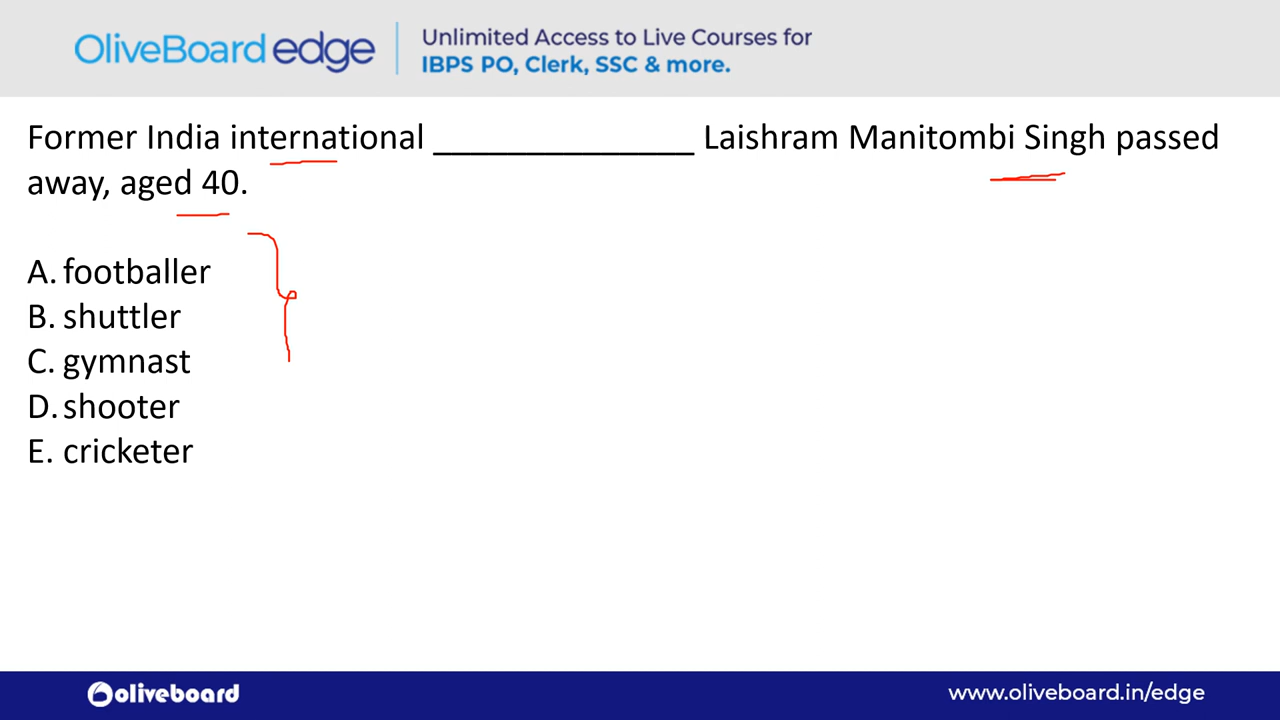 OliveBoard edge
Unlimited Access to Live Courses for
IBPS PO, Clerk, SSC & more.
Former India international ______________ Laishram Manitombi Singh passed
away, aged 40.
A. footballer
B. shuttler
C. gymnast
D. shooter
E. cricketer
oliveboard
www.oliveboard.in/edge